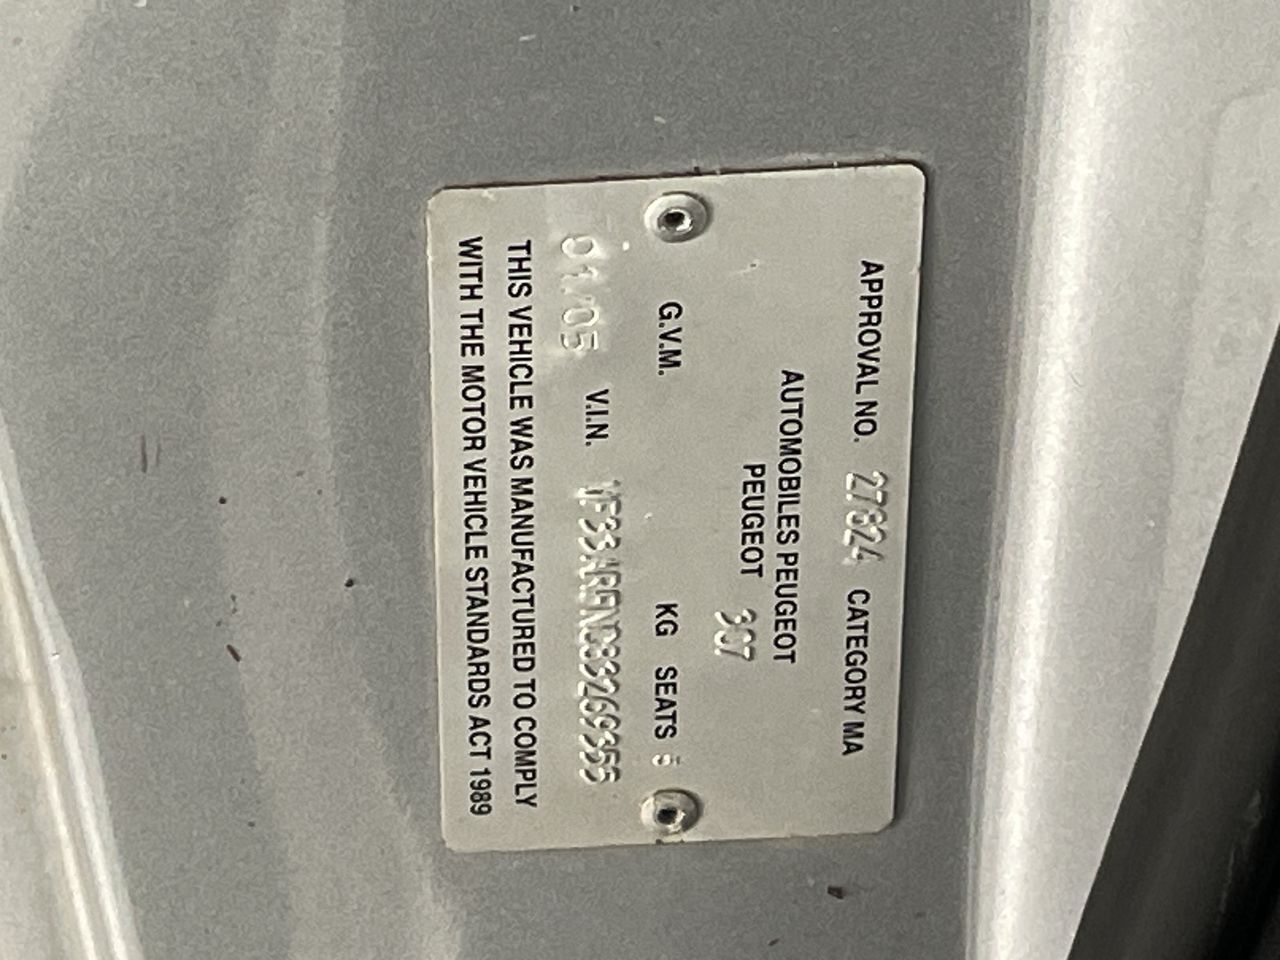 APPROVAL NO. 27824 CATEGORY MA
AUTOMOBILES PEUGEOT
PEUGEOT 307
G.V.M. KG SEATS 5
01/05 V.I.N.
THIS VEHICLE WAS MANUFACTURED TO COMPLY
WITH THE MOTOR VEHICLE STANDARDS ACT 1989